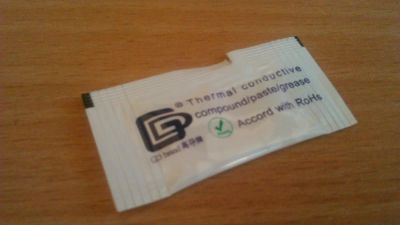 ® Thermal conductive
compound/paste/grease
Accord with RoHs